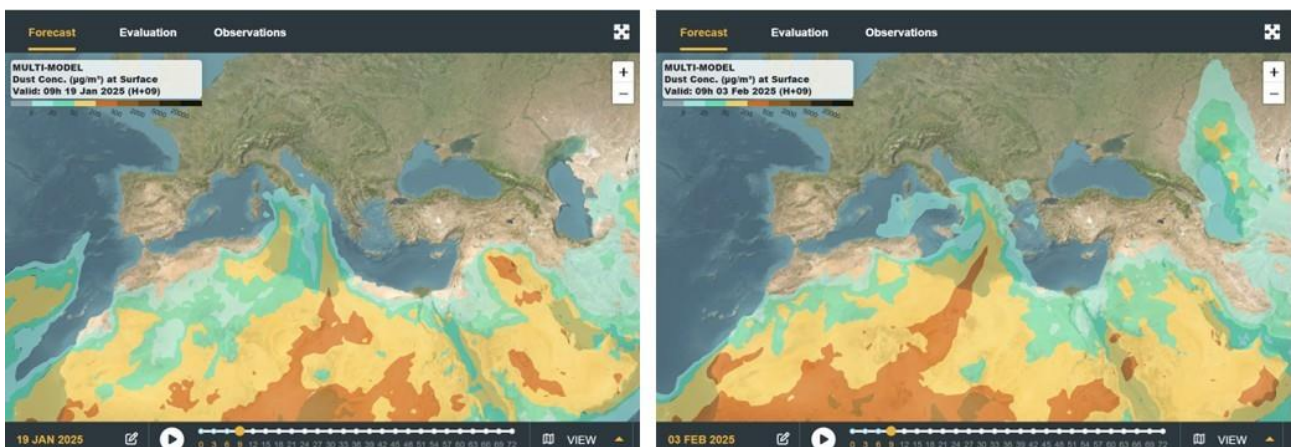 Forecast Evaluation Observations
MULTI-MODEL
Dust Conc. (µg/m³) at Surface
Valid: 09h 19 Jan 2025 (H+09)
+
−
19 JAN 2025
0 3 6 9 12 15 18 21 24 27 30 33 36 39 42 45 48 51 54 57 60 63 66 69 72
VIEW
Forecast Evaluation Observations
MULTI-MODEL
Dust Conc. (µg/m³) at Surface
Valid: 09h 03 Feb 2025 (H+09)
+
−
03 FEB 2025
0 3 6 9 12 15 18 21 24 27 30 33 36 39 42 45 48 51 54 57 60 63 66 69 72
VIEW